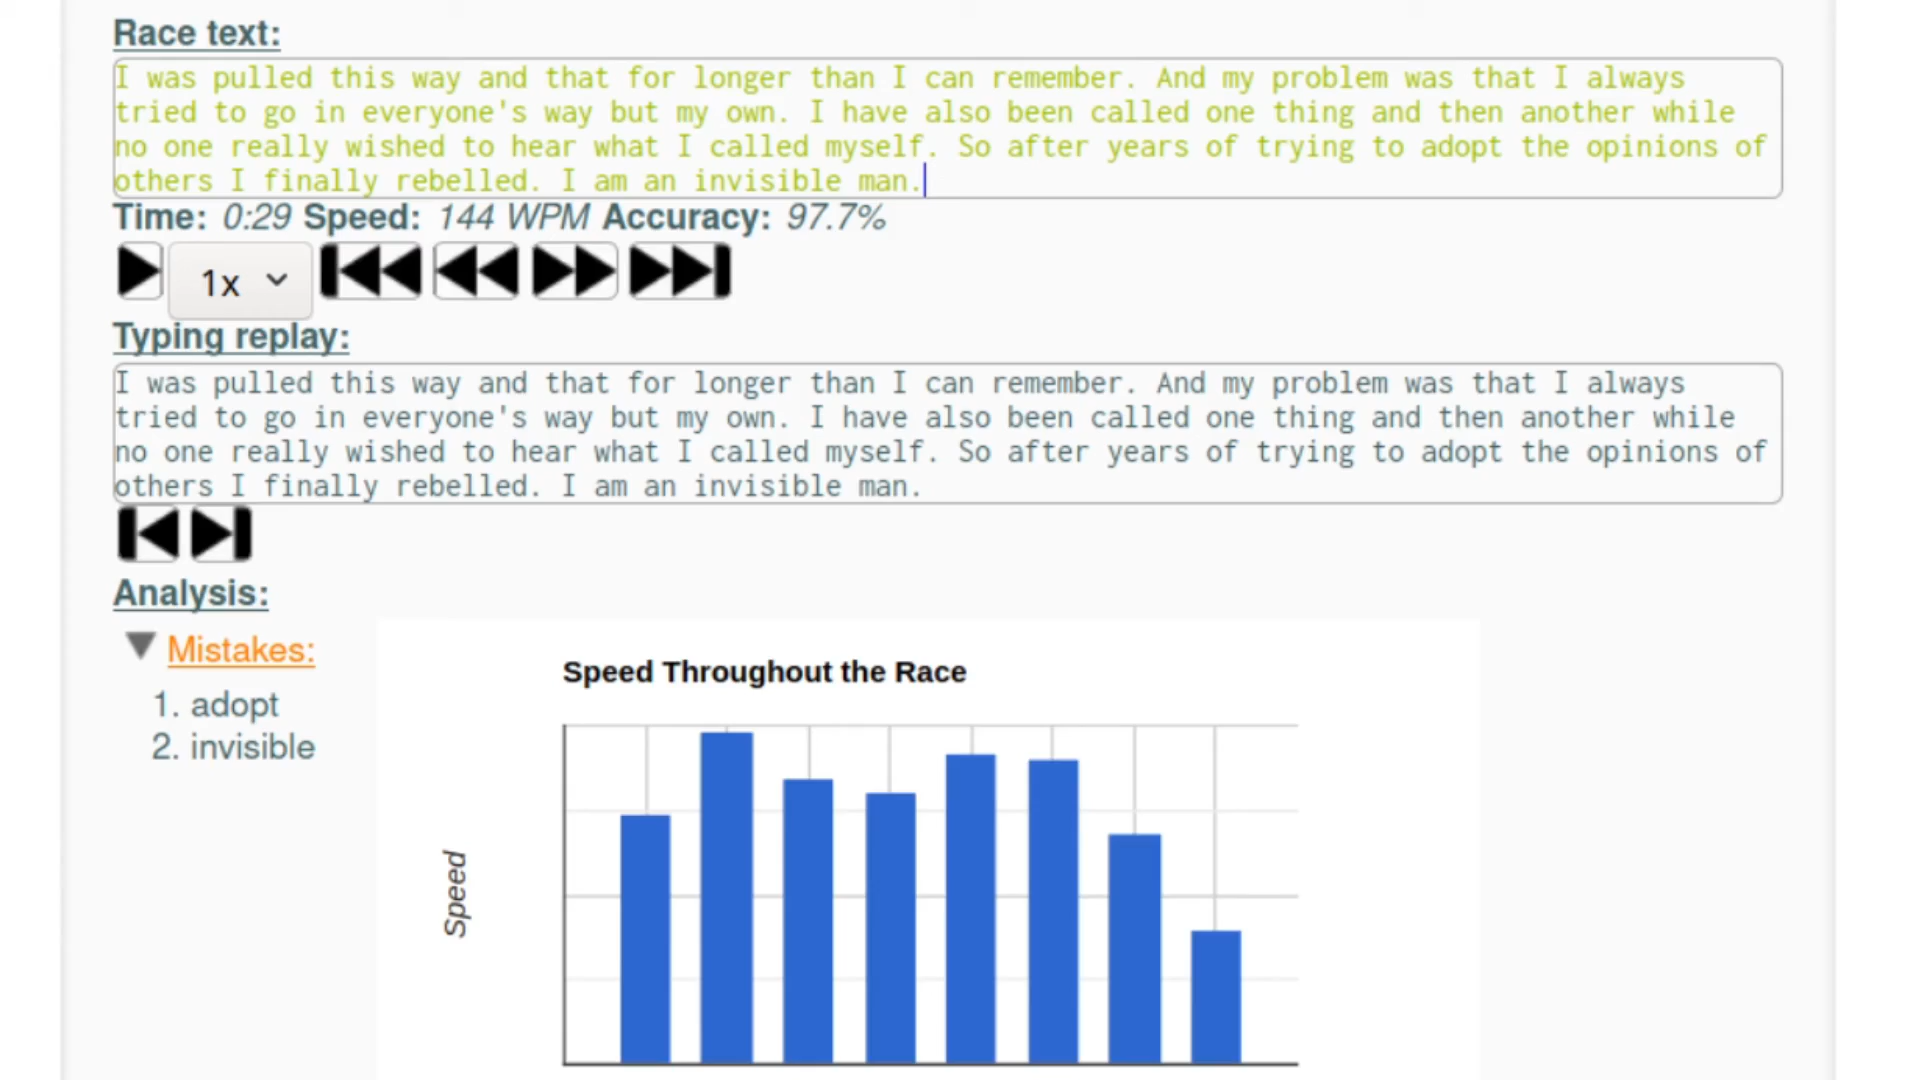 Race text:
I was pulled this way and that for longer than I can remember. And my problem was that I always
tried to go in everyone's way but my own. I have also been called one thing and then another while
no one really wished to hear what I called myself. So after years of trying to adopt the opinions of
others I finally rebelled. I am an invisible man.
Time: 0:29 Speed: 144 WPM Accuracy: 97.7%
1x
Typing replay:
I was pulled this way and that for longer than I can remember. And my problem was that I always
tried to go in everyone's way but my own. I have also been called one thing and then another while
no one really wished to hear what I called myself. So after years of trying to adopt the opinions of
others I finally rebelled. I am an invisible man.
Analysis:
Mistakes:
1. adopt
2. invisible
Speed Throughout the Race
Speed